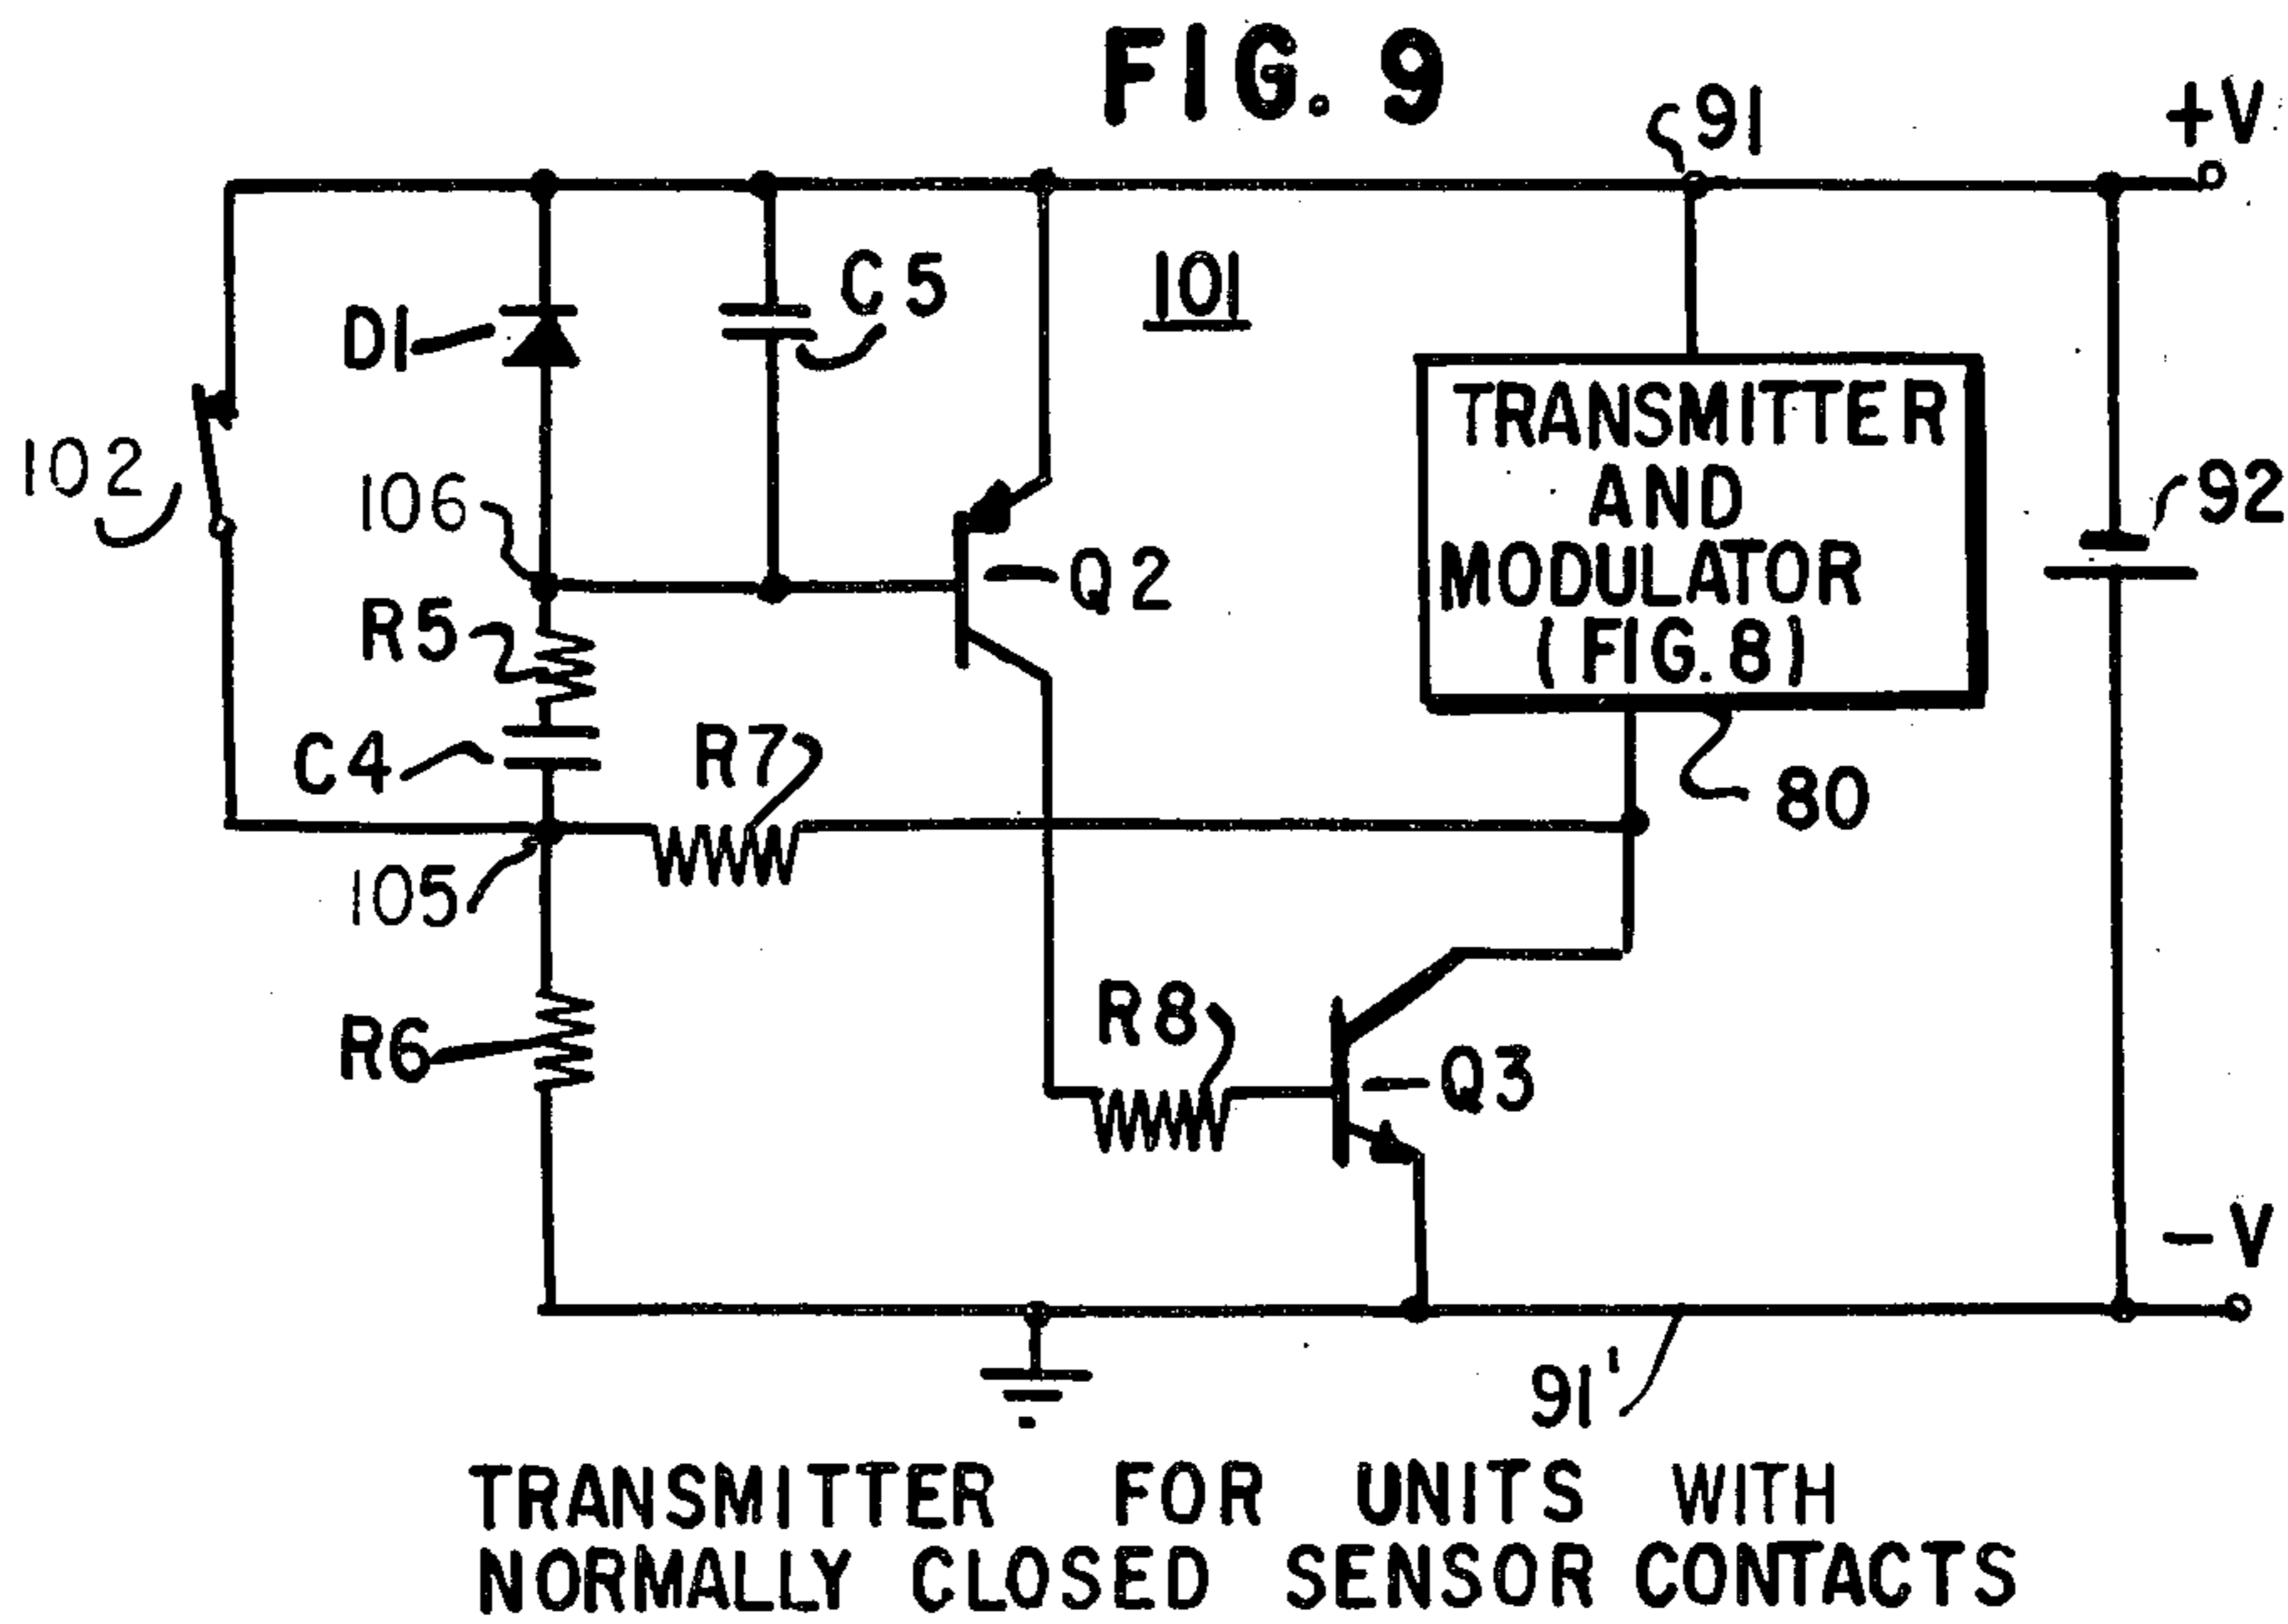 FIG. 9
91
+V
C5
101
D1
TRANSMITTER
AND
MODULATOR
(FIG. 8)
102
106
92
Q2
R5
R7
C4
80
105
R8
R6
Q3
-V
91'
TRANSMITTER FOR UNITS WITH
NORMALLY CLOSED SENSOR CONTACTS